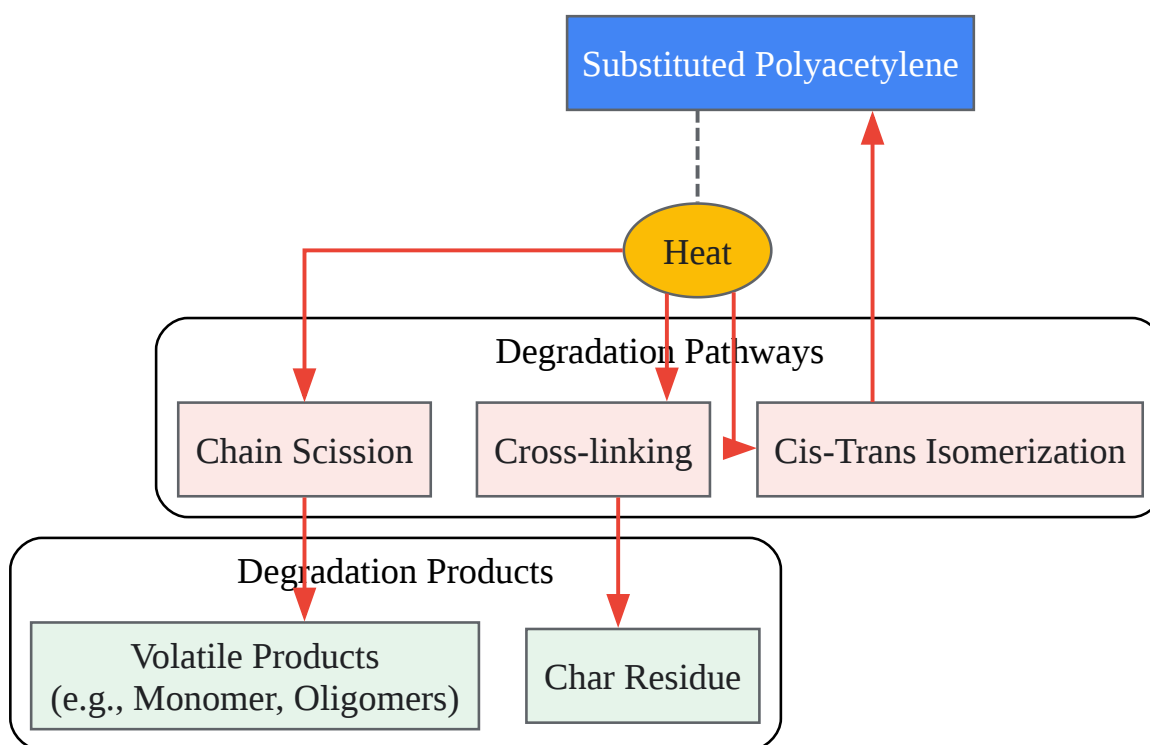 Substituted Polyacetylene
Heat
Degradation Pathways
Chain Scission
Cross-linking
Cis-Trans Isomerization
Degradation Products
Volatile Products
(e.g., Monomer, Oligomers)
Char Residue